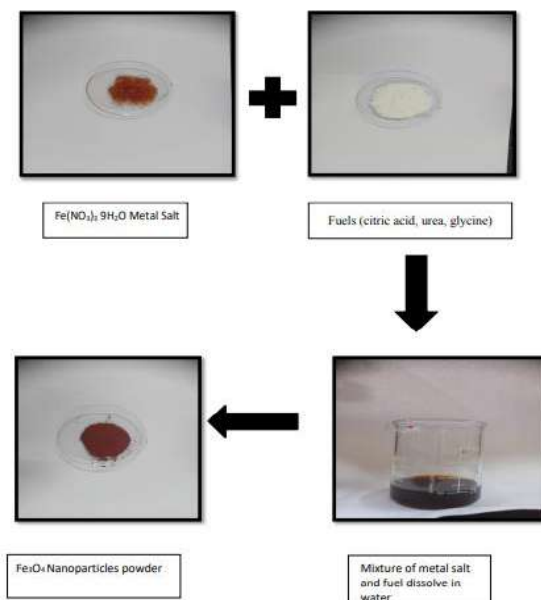 Fe(NO₃)₃ 9H₂O Metal Salt
Fuels (citric acid, urea, glycine)
Fe₃O₄ Nanoparticles powder
Mixture of metal salt
and fuel dissolve in
water